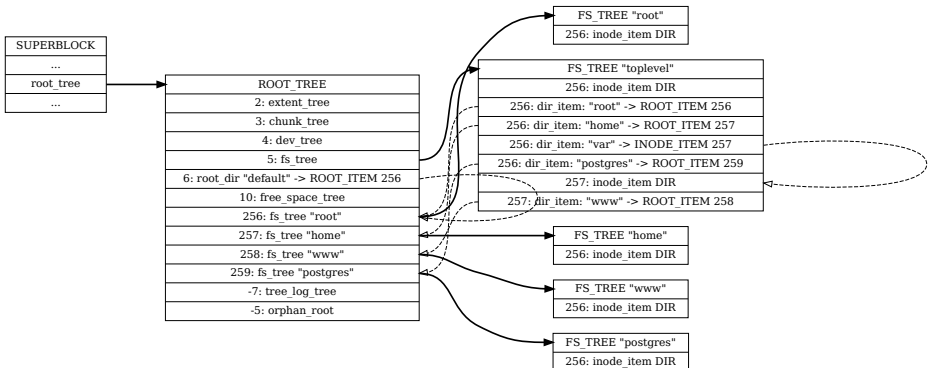 SUPERBLOCK
...
root_tree
...
ROOT_TREE
2: extent_tree
3: chunk_tree
4: dev_tree
5: fs_tree
6: root_dir "default" -> ROOT_ITEM 256
10: free_space_tree
256: fs_tree "root"
257: fs_tree "home"
258: fs_tree "www"
259: fs_tree "postgres"
-7: tree_log_tree
-5: orphan_root
FS_TREE "root"
256: inode_item DIR
FS_TREE "toplevel"
256: inode_item DIR
256: dir_item: "root" -> ROOT_ITEM 256
256: dir_item: "home" -> ROOT_ITEM 257
256: dir_item: "var" -> INODE_ITEM 257
256: dir_item: "postgres" -> ROOT_ITEM 259
257: inode_item DIR
257: dir_item: "www" -> ROOT_ITEM 258
FS_TREE "home"
256: inode_item DIR
FS_TREE "www"
256: inode_item DIR
FS_TREE "postgres"
256: inode_item DIR